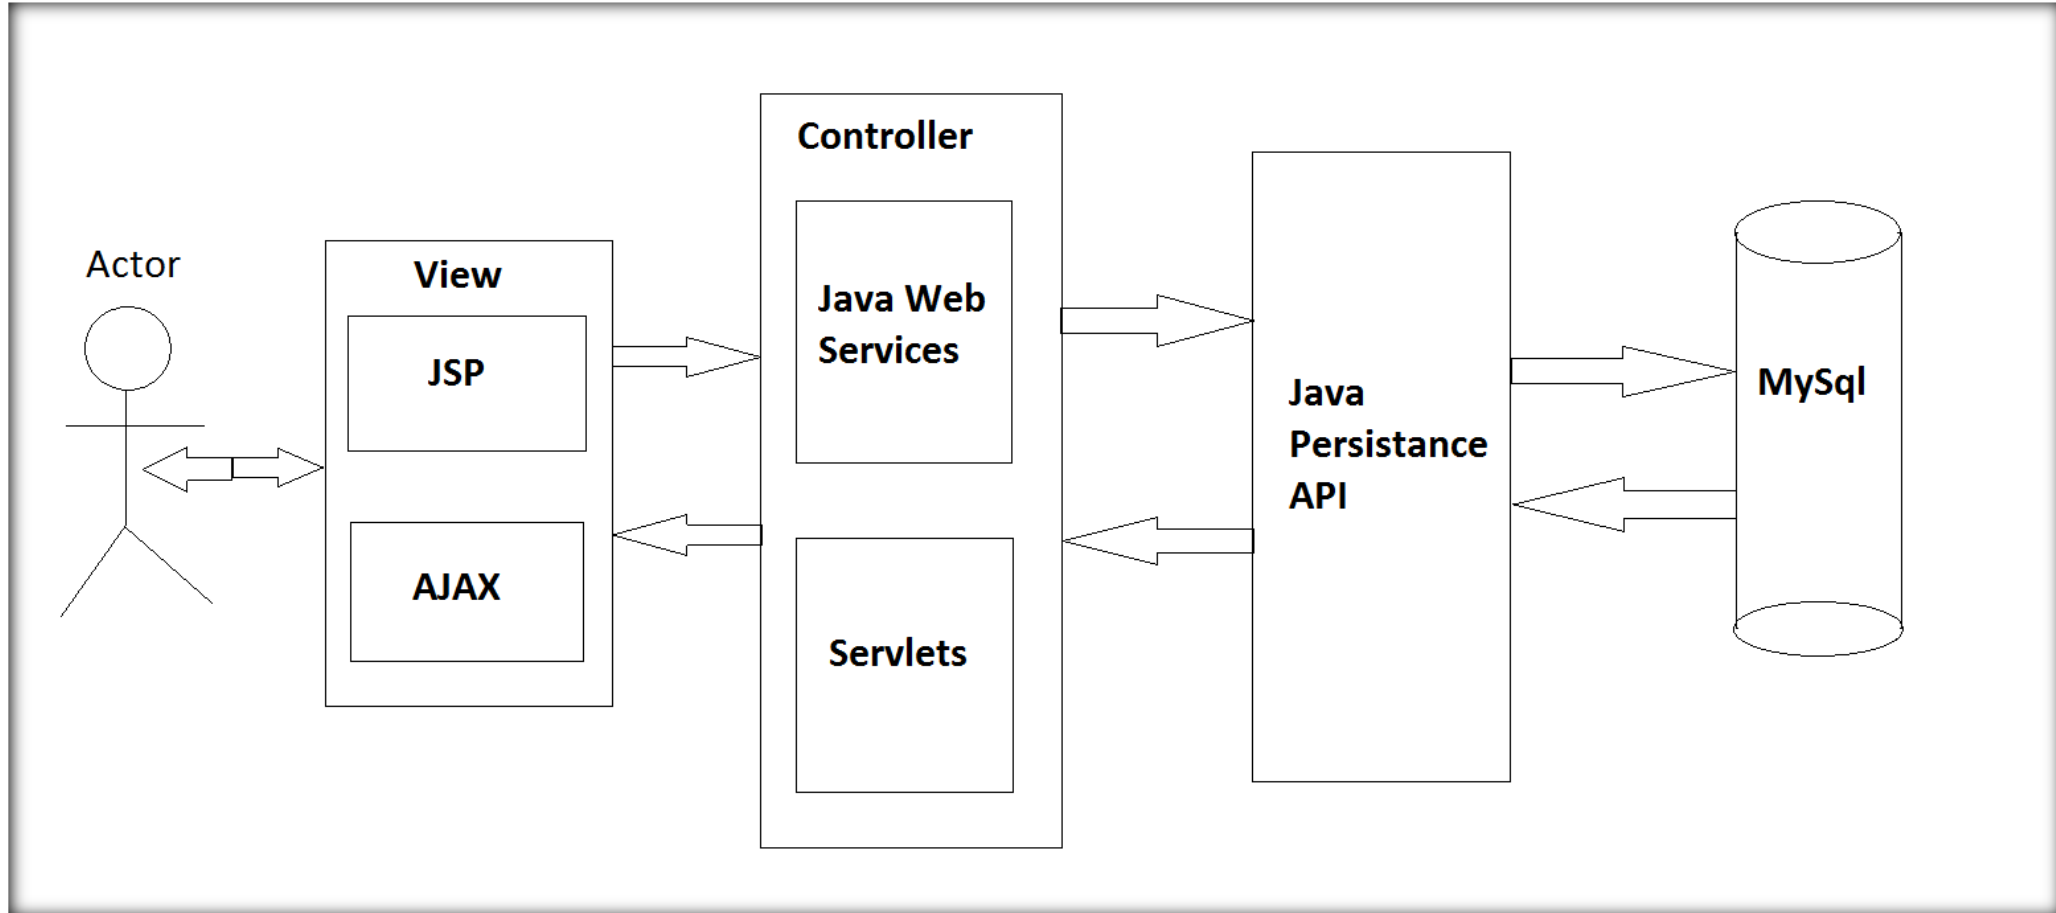 Actor
View
JSP
AJAX
Controller
Java Web
Services
Servlets
Java
Persistance
API
MySql